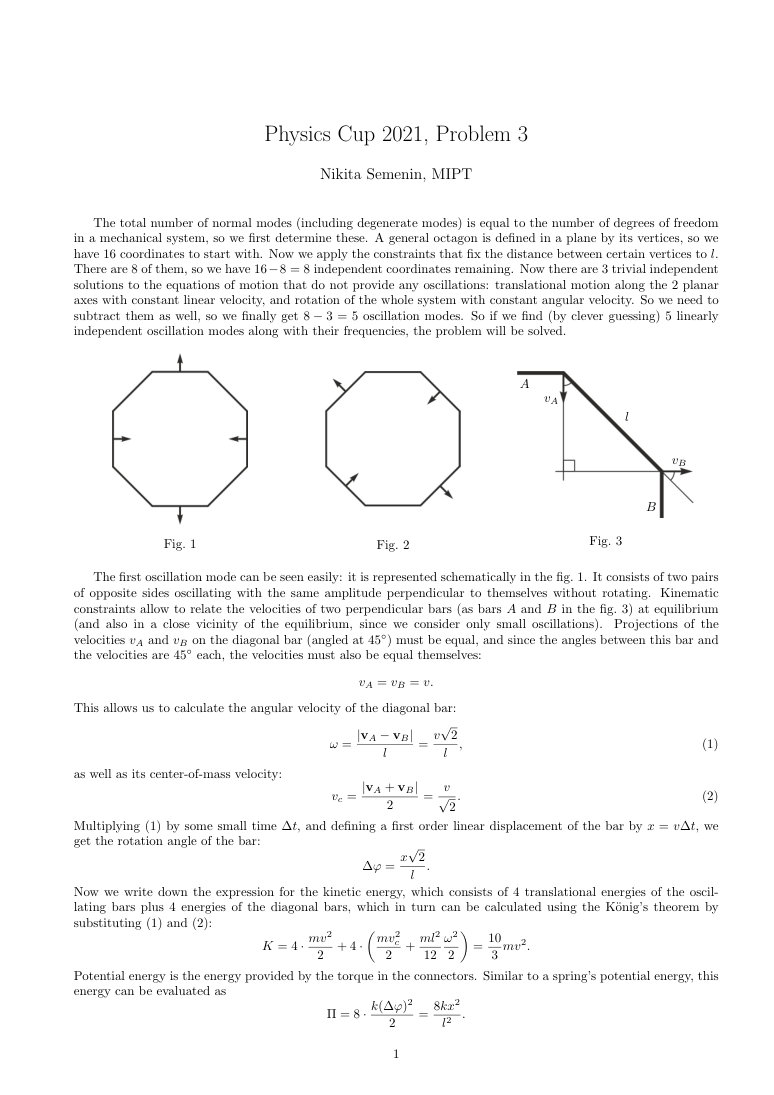 Physics Cup 2021, Problem 3
Nikita Semenin, MIPT
The total number of normal modes (including degenerate modes) is equal to the number of degrees of freedom
in a mechanical system, so we first determine these. A general octagon is defined in a plane by its vertices, so we
have 16 coordinates to start with. Now we apply the constraints that fix the distance between certain vertices to l.
There are 8 of them, so we have 16−8 = 8 independent coordinates remaining. Now there are 3 trivial independent
solutions to the equations of motion that do not provide any oscillations: translational motion along the 2 planar
axes with constant linear velocity, and rotation of the whole system with constant angular velocity. So we need to
subtract them as well, so we finally get 8 − 3 = 5 oscillation modes. So if we find (by clever guessing) 5 linearly
independent oscillation modes along with their frequencies, the problem will be solved.
A
v_A
l
v_B
B
Fig. 1
Fig. 2
Fig. 3
The first oscillation mode can be seen easily: it is represented schematically in the fig. 1. It consists of two pairs
of opposite sides oscillating with the same amplitude perpendicular to themselves without rotating. Kinematic
constraints allow to relate the velocities of two perpendicular bars (as bars A and B in the fig. 3) at equilibrium
(and also in a close vicinity of the equilibrium, since we consider only small oscillations). Projections of the
velocities v_A and v_B on the diagonal bar (angled at 45°) must be equal, and since the angles between this bar and
the velocities are 45° each, the velocities must also be equal themselves:
v_A = v_B = v.
This allows us to calculate the angular velocity of the diagonal bar:
ω = |v_A − v_B| / l = v√2 / l, (1)
as well as its center-of-mass velocity:
v_c = |v_A + v_B| / 2 = v / √2. (2)
Multiplying (1) by some small time Δt, and defining a first order linear displacement of the bar by x = vΔt, we
get the rotation angle of the bar:
Δφ = x√2 / l.
Now we write down the expression for the kinetic energy, which consists of 4 translational energies of the oscil-
lating bars plus 4 energies of the diagonal bars, which in turn can be calculated using the König's theorem by
substituting (1) and (2):
K = 4 · mv²/2 + 4 · (mv_c²/2 + ml²/12 ω²/2) = 10/3 mv².
Potential energy is the energy provided by the torque in the connectors. Similar to a spring's potential energy, this
energy can be evaluated as
Π = 8 · k(Δφ)²/2 = 8kx²/l².
1